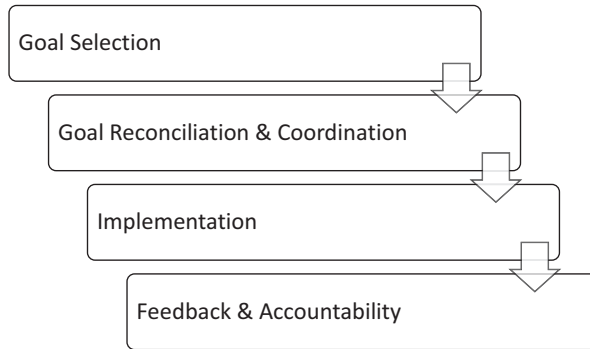 Goal Selection
Goal Reconciliation & Coordination
Implementation
Feedback & Accountability